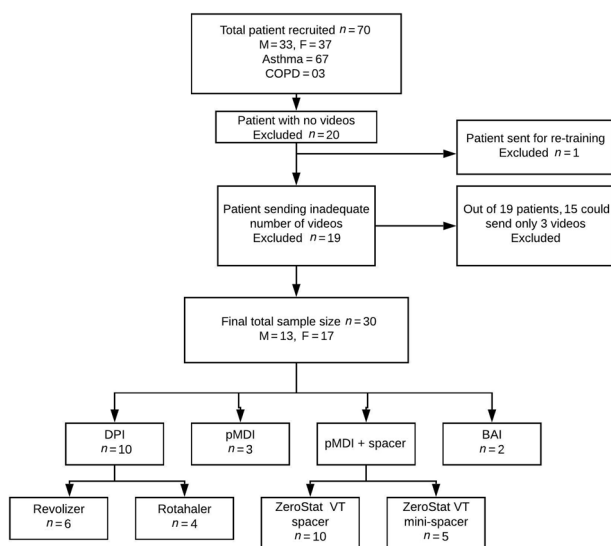 Total patient recruited n = 70
M = 33, F = 37
Asthma = 67
COPD = 03
Patient with no videos
Excluded n = 20
Patient sent for re-training
Excluded n = 1
Patient sending inadequate
number of videos
Excluded n = 19
Out of 19 patients, 15 could
send only 3 videos
Excluded
Final total sample size n = 30
M = 13, F = 17
DPI
n = 10
pMDI
n = 3
pMDI + spacer
BAI
n = 2
Revolizer
n = 6
Rotahaler
n = 4
ZeroStat VT
spacer
n = 10
ZeroStat VT
mini-spacer
n = 5